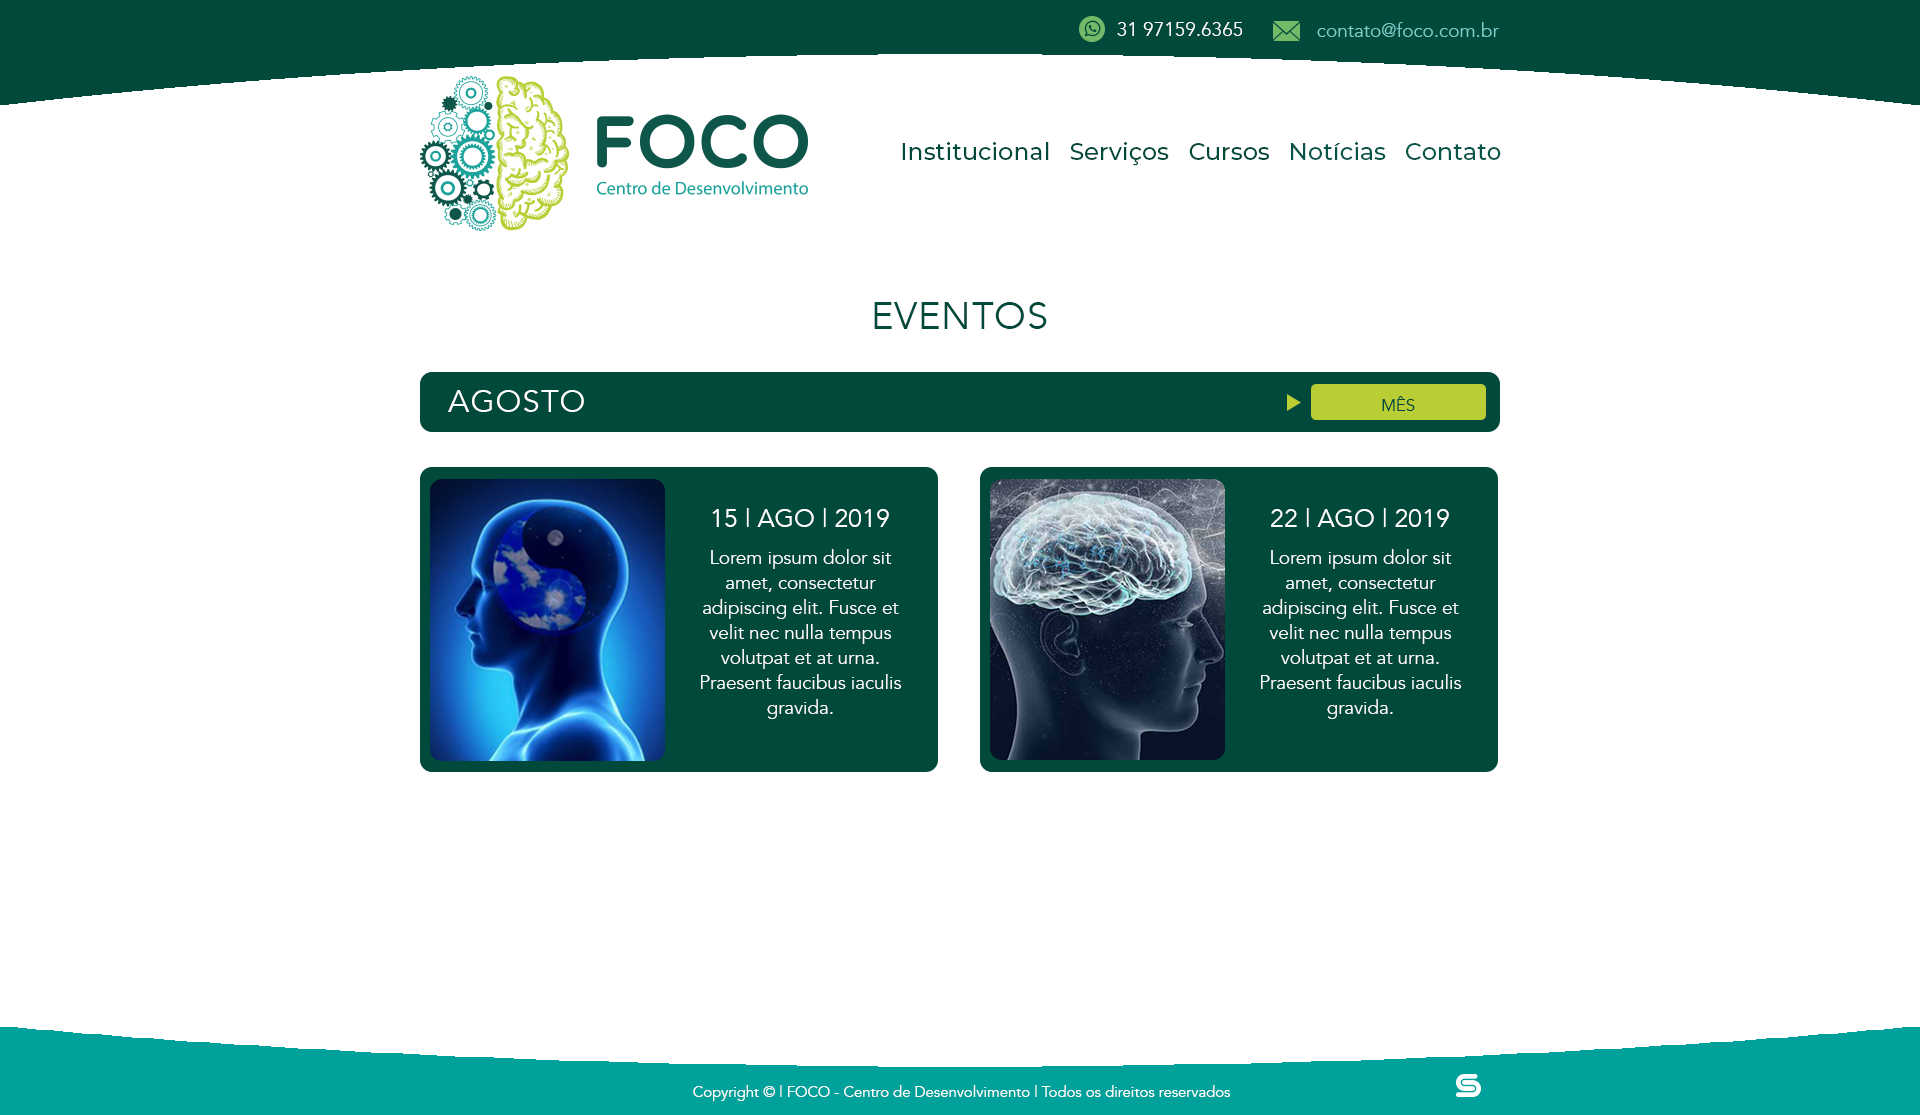 31 97159.6365
contato@foco.com.br
FOCO
Centro de Desenvolvimento
Institucional Serviços Cursos Notícias Contato
EVENTOS
AGOSTO
MÊS
15 | AGO | 2019
Lorem ipsum dolor sit
amet, consectetur
adipiscing elit. Fusce et
velit nec nulla tempus
volutpat et at urna.
Praesent faucibus iaculis
gravida.
22 | AGO | 2019
Lorem ipsum dolor sit
amet, consectetur
adipiscing elit. Fusce et
velit nec nulla tempus
volutpat et at urna.
Praesent faucibus iaculis
gravida.
Copyright © | FOCO - Centro de Desenvolvimento | Todos os direitos reservados
S